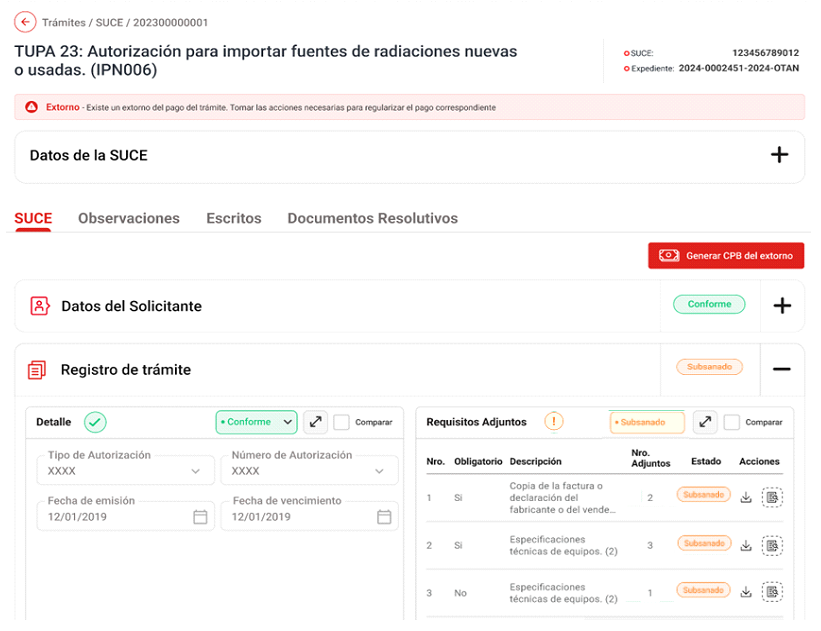 Trámites / SUCE / 202300000001
TUPA 23: Autorización para importar fuentes de radiaciones nuevas
o usadas. (IPN006)
SUCE: 123456789012
Expediente: 2024-0002451-2024-OTAN
Extorno - Existe un extorno del pago del trámite. Tomar las acciones necesarias para regularizar el pago correspondiente
Datos de la SUCE
SUCE Observaciones Escritos Documentos Resolutivos
Generar CPB del extorno
Datos del Solicitante Conforme
Registro de trámite Subsanado
Detalle Conforme Comparar
Tipo de Autorización Número de Autorización
XXXX XXXX
Fecha de emisión Fecha de vencimiento
12/01/2019 12/01/2019
Requisitos Adjuntos Subsanado Comparar
Nro. Obligatorio Descripción Nro. Adjuntos Estado Acciones
1 Si Copia de la factura o 2 Subsanado
declaración del
fabricante o del vende...
2 Si Especificaciones 3 Subsanado
técnicas de equipos. (2)
3 No Especificaciones 1 Subsanado
técnicas de equipos. (2)